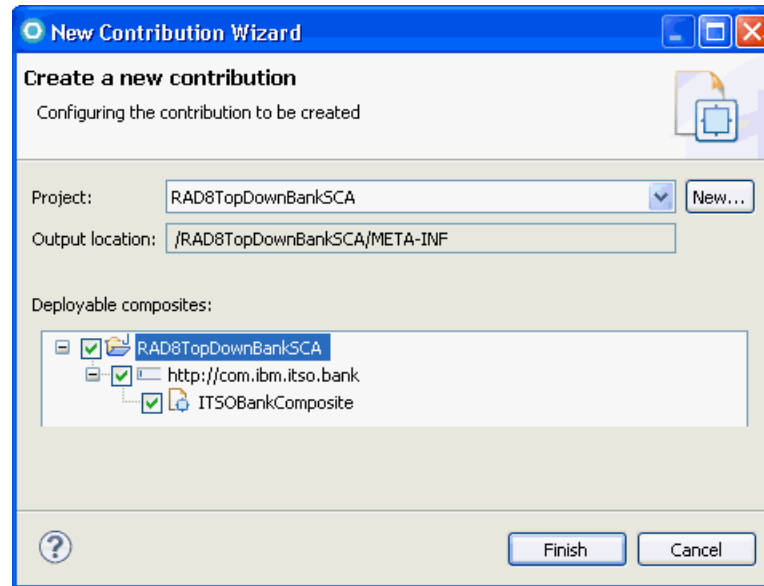 New Contribution Wizard
Create a new contribution
Configuring the contribution to be created
Project: RAD8TopDownBankSCA New...
Output location: /RAD8TopDownBankSCA/META-INF
Deployable composites:
RAD8TopDownBankSCA
http://com.ibm.itso.bank
ITSOBankComposite
? Finish Cancel